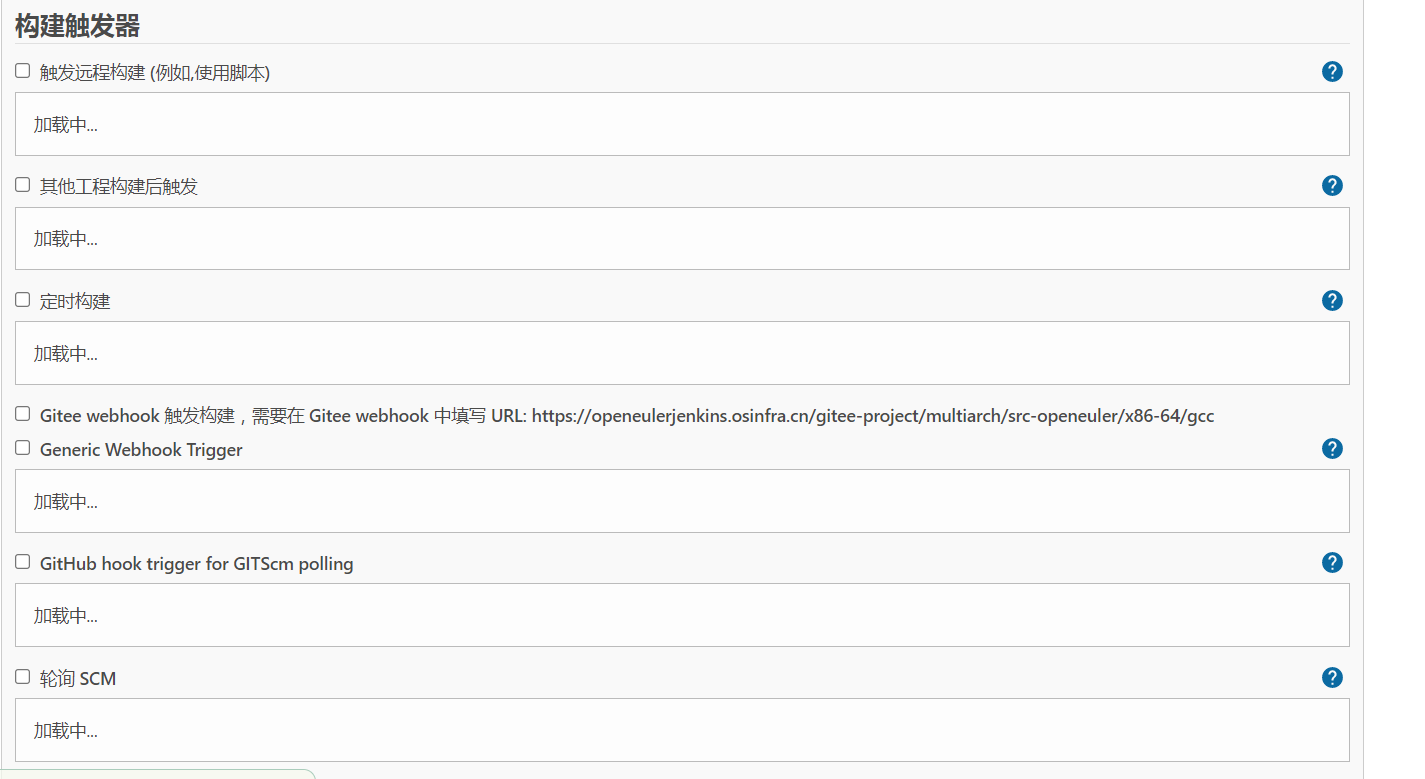 构建触发器
触发远程构建 (例如,使用脚本)
加载中...
其他工程构建后触发
加载中...
定时构建
加载中...
Gitee webhook 触发构建，需要在 Gitee webhook 中填写 URL: https://openeulerjenkins.osinfra.cn/gitee-project/multiarch/src-openeuler/x86-64/gcc
Generic Webhook Trigger
加载中...
GitHub hook trigger for GITScm polling
加载中...
轮询 SCM
加载中...